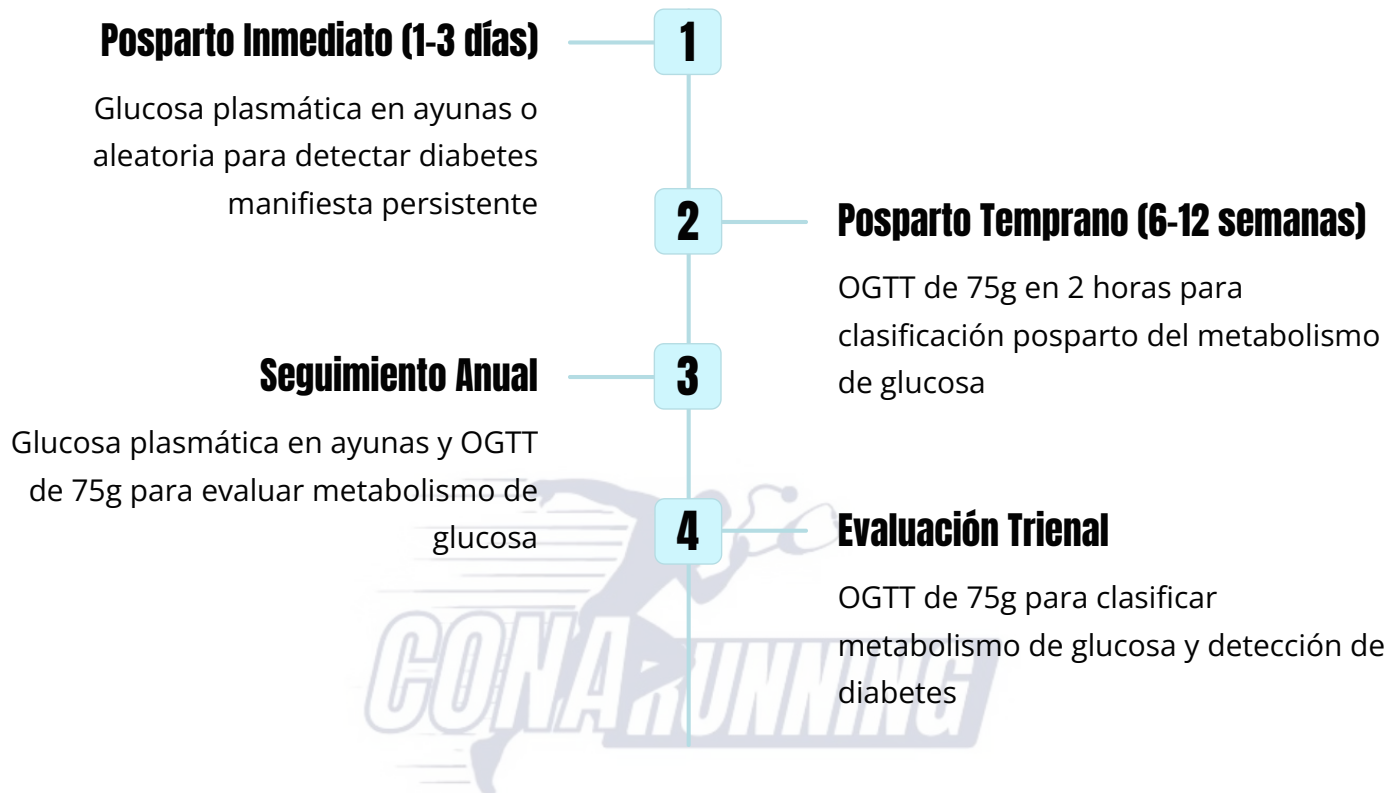 Posparto Inmediato (1-3 días)
1
Glucosa plasmática en ayunas o
aleatoria para detectar diabetes
manifiesta persistente
2
Posparto Temprano (6-12 semanas)
OGTT de 75g en 2 horas para
clasificación posparto del metabolismo
de glucosa
Seguimiento Anual
3
Glucosa plasmática en ayunas y OGTT
de 75g para evaluar metabolismo de
glucosa
4
Evaluación Trienal
OGTT de 75g para clasificar
metabolismo de glucosa y detección de
diabetes
CONARUNNING